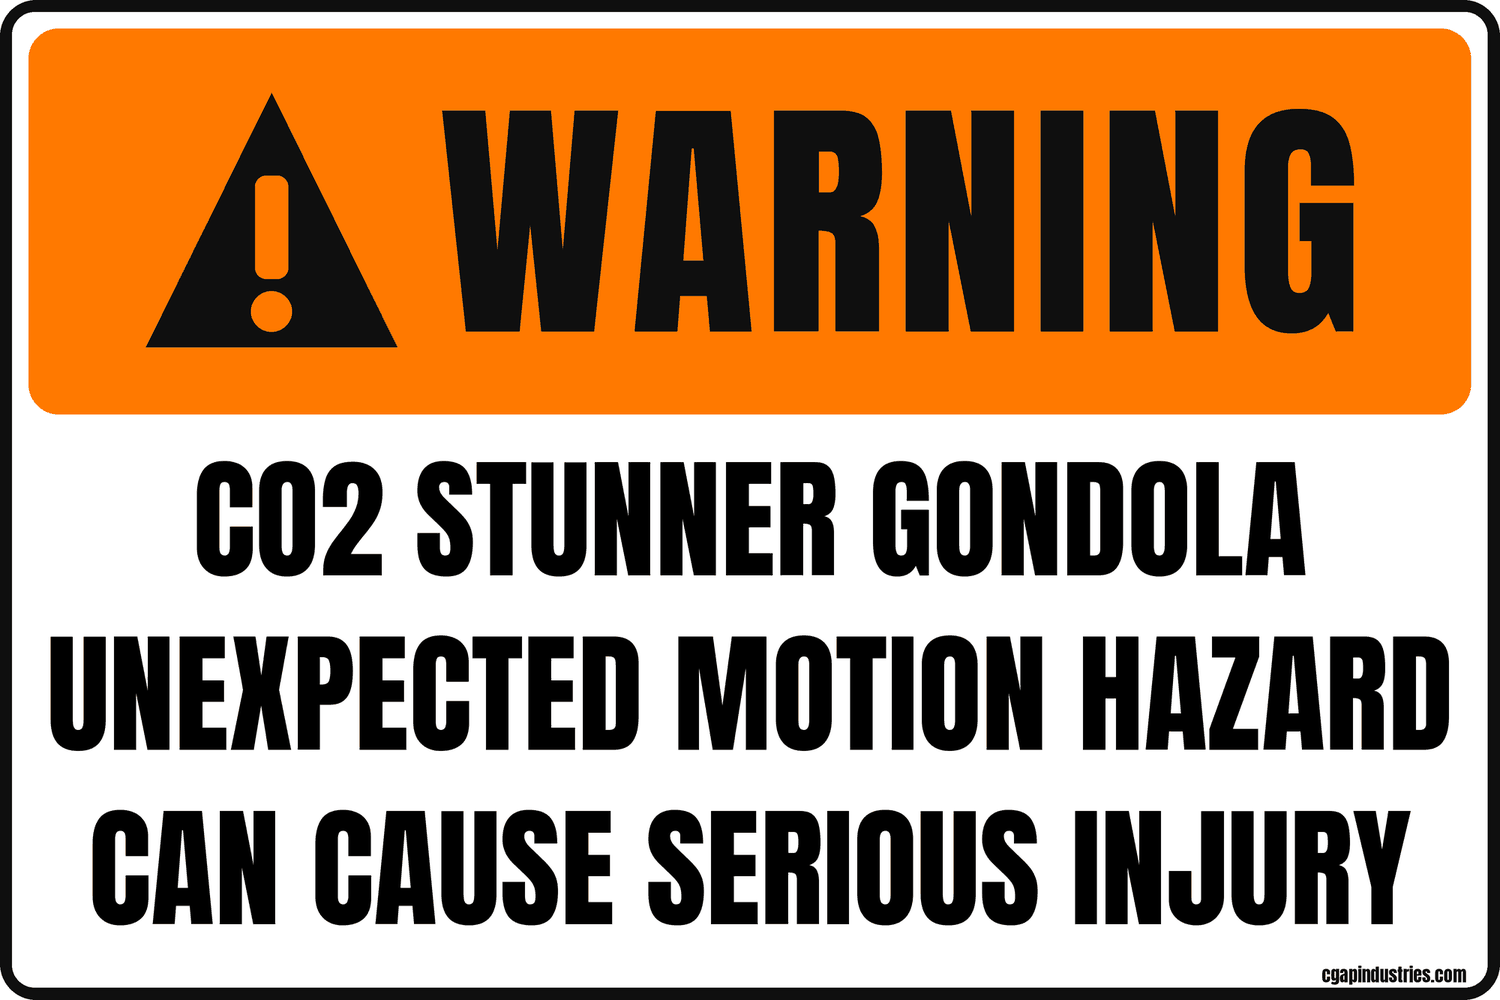 WARNING
CO2 STUNNER GONDOLA
UNEXPECTED MOTION HAZARD
CAN CAUSE SERIOUS INJURY
cgapindustries.com